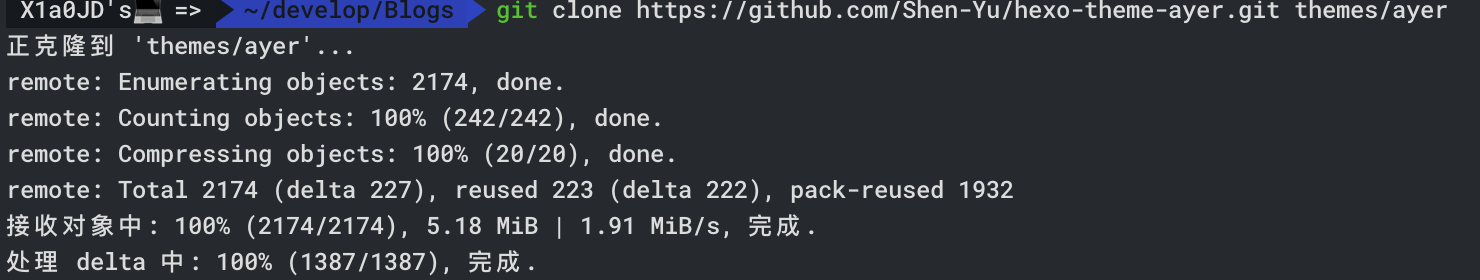 X1a0JD's💻 => ~/develop/Blogs git clone https://github.com/Shen-Yu/hexo-theme-ayer.git themes/ayer
正克隆到 'themes/ayer'...
remote: Enumerating objects: 2174, done.
remote: Counting objects: 100% (242/242), done.
remote: Compressing objects: 100% (20/20), done.
remote: Total 2174 (delta 227), reused 223 (delta 222), pack-reused 1932
接收对象中: 100% (2174/2174), 5.18 MiB | 1.91 MiB/s, 完成.
处理 delta 中: 100% (1387/1387), 完成.